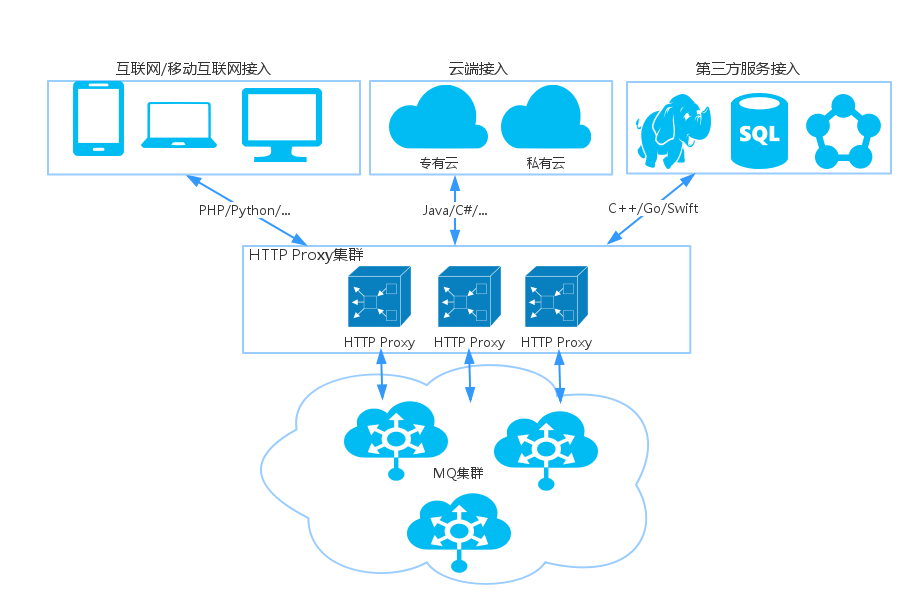 互联网/移动互联网接入
云端接入
第三方服务接入
SQL
专有云
私有云
PHP/Python/...
Java/C#/...
C++/Go/Swift
HTTP Proxy集群
HTTP Proxy
HTTP Proxy
HTTP Proxy
MQ集群